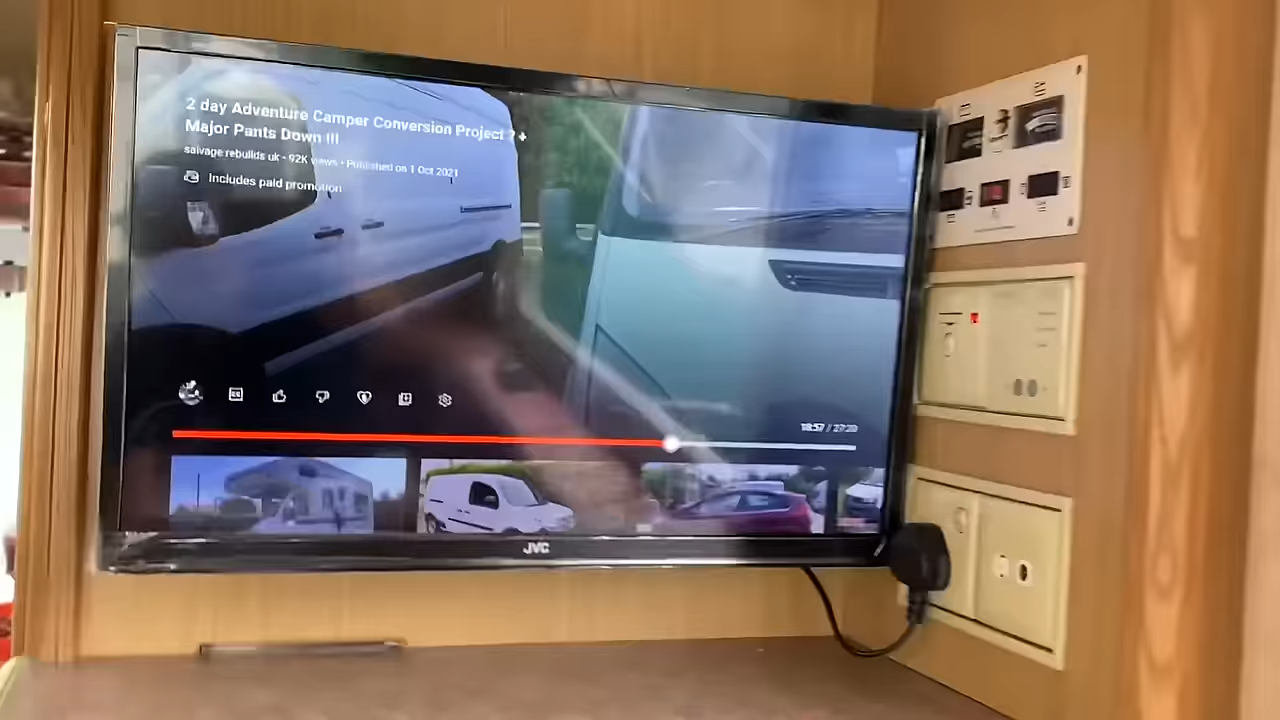 2 day Adventure Camper Conversion Project ? +
Major Pants Down !!!
salvage rebuilds uk • 92K views • Published on 1 Oct 2021
Includes paid promotion
18:57 / 27:20
JVC